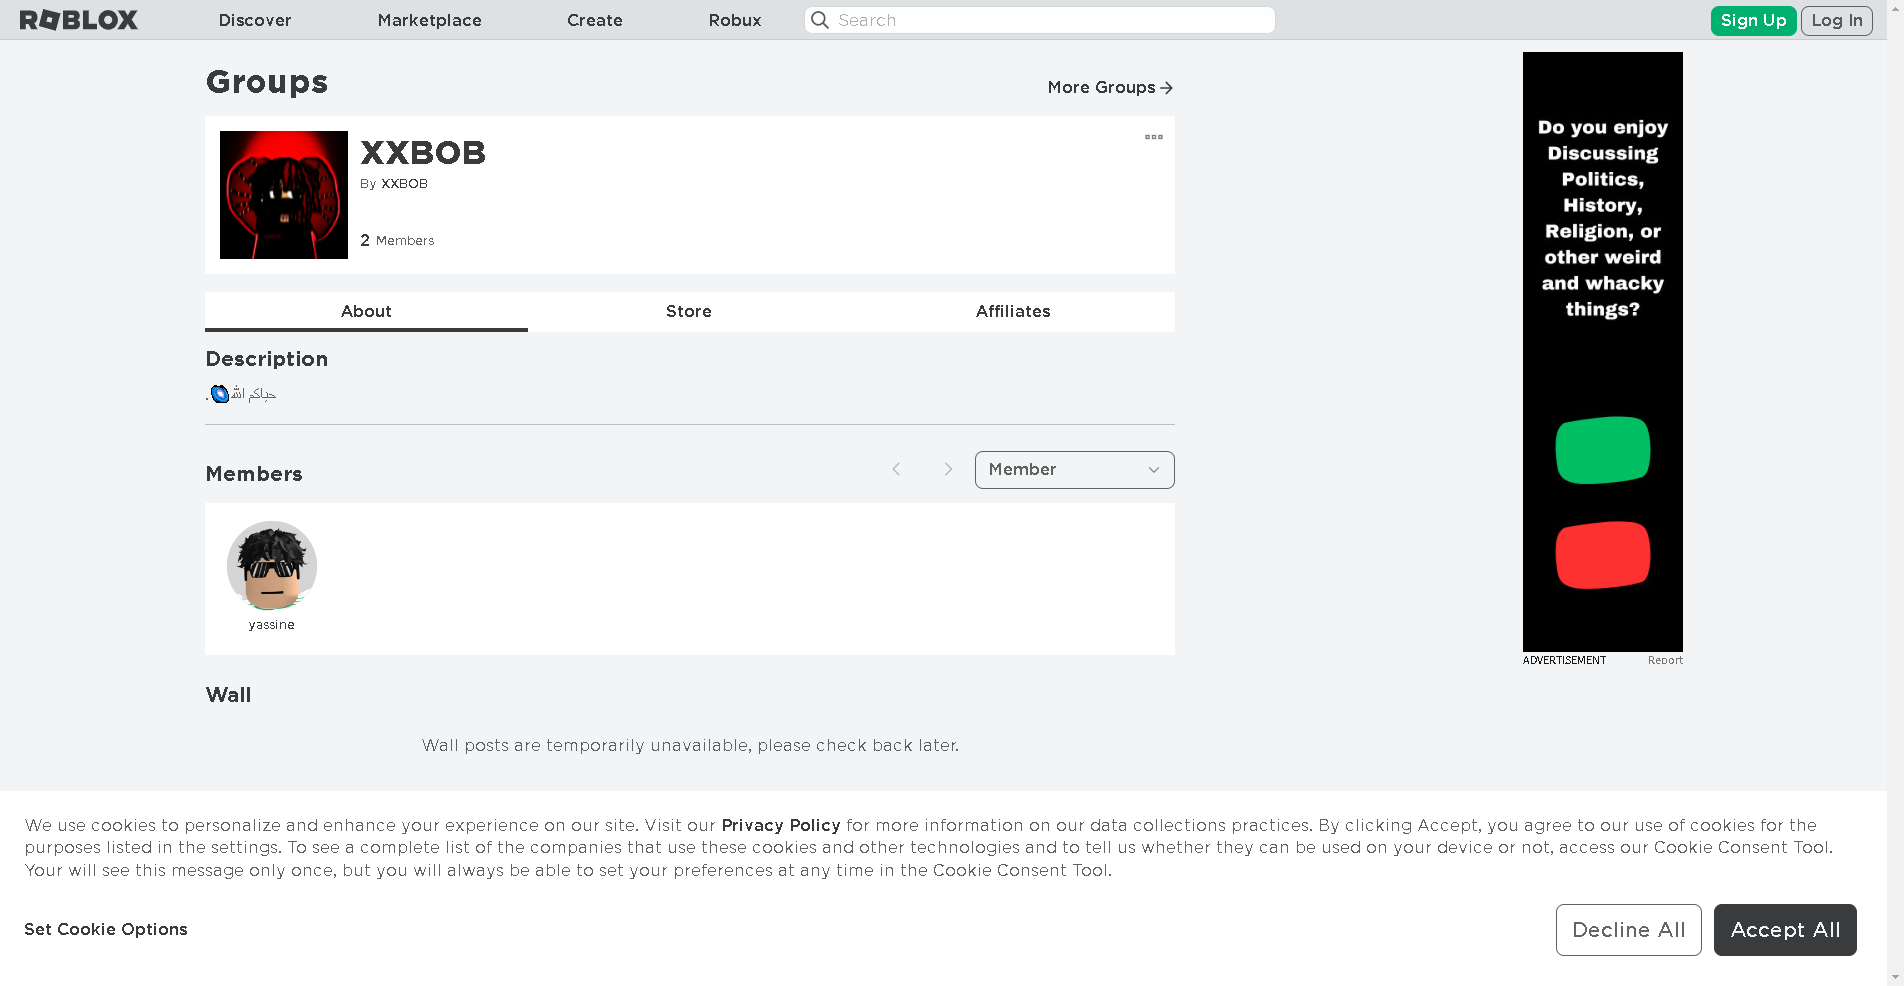 ROBLOX
Discover
Marketplace
Create
Robux
Search
Sign Up
Log In
Groups
More Groups
XXBOB
By XXBOB
2 Members
About
Store
Affiliates
Description
.🌌حياكم الله
Members
Member
yassine
Wall
Wall posts are temporarily unavailable, please check back later.
Do you enjoy
Discussing
Politics,
History,
Religion, or
other weird
and whacky
things?
ADVERTISEMENT
Report
We use cookies to personalize and enhance your experience on our site. Visit our Privacy Policy for more information on our data collections practices. By clicking Accept, you agree to our use of cookies for the
purposes listed in the settings. To see a complete list of the companies that use these cookies and other technologies and to tell us whether they can be used on your device or not, access our Cookie Consent Tool.
Your will see this message only once, but you will always be able to set your preferences at any time in the Cookie Consent Tool.
Set Cookie Options
Decline All
Accept All